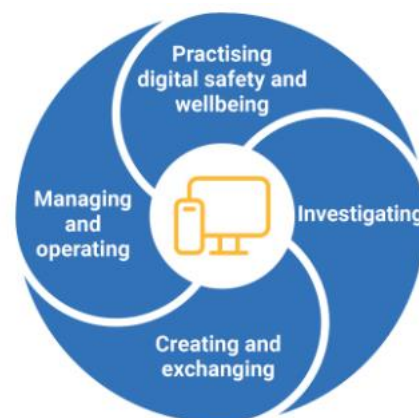 Practising
digital safety and
wellbeing
Investigating
Creating and
exchanging
Managing
and
operating